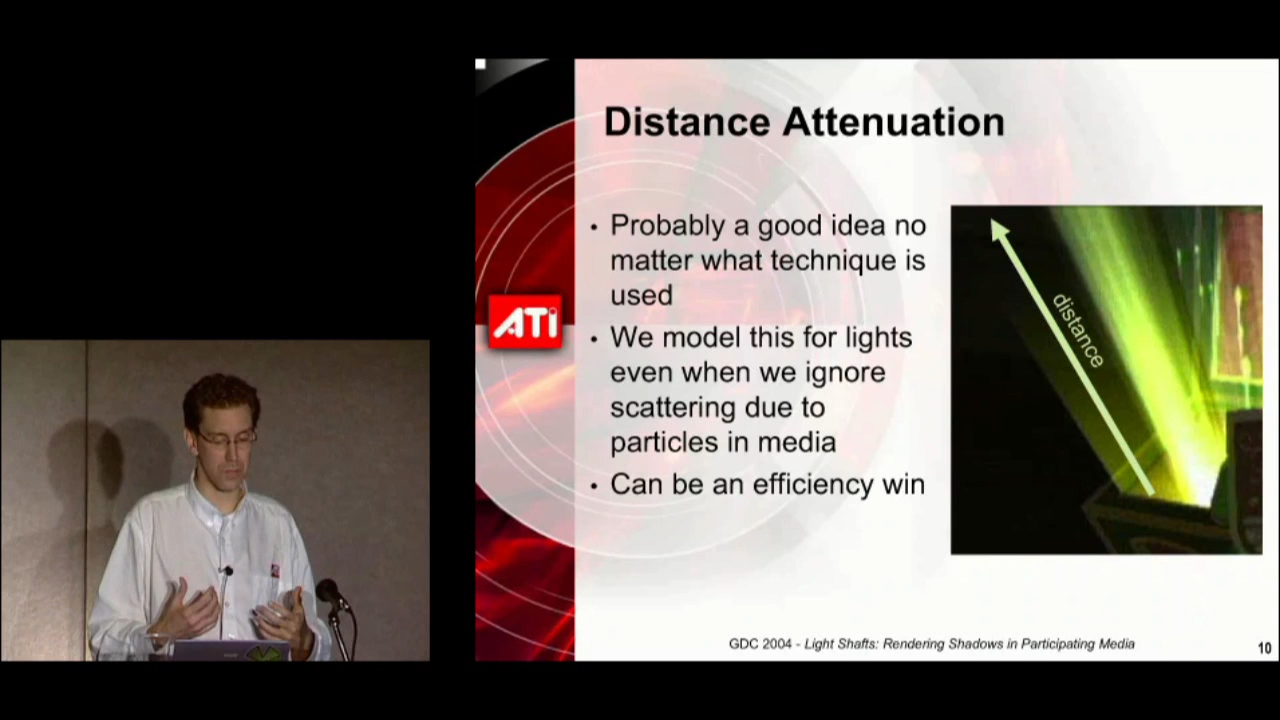 Distance Attenuation
• Probably a good idea no
matter what technique is
used
• We model this for lights
even when we ignore
scattering due to
particles in media
• Can be an efficiency win
distance
ATi
GDC 2004 - Light Shafts: Rendering Shadows in Participating Media
10